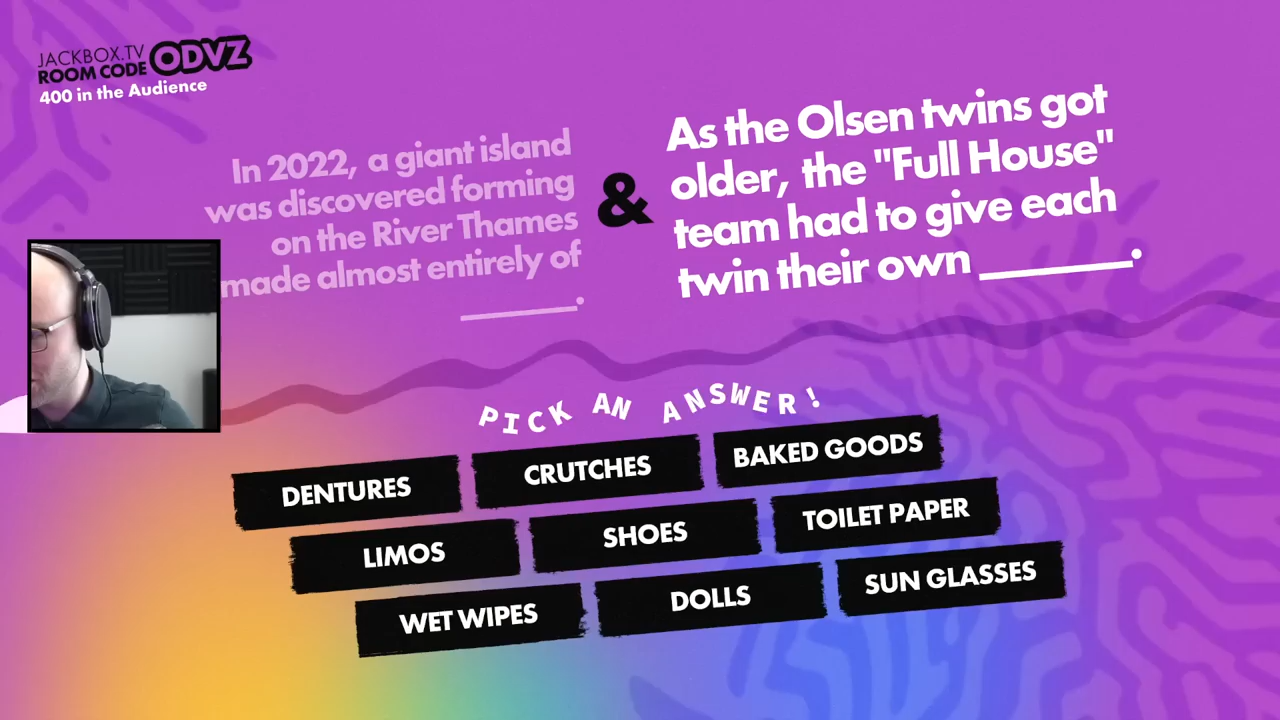 JACKBOX.TV
ROOM CODE ODVZ
400 in the Audience
In 2022, a giant island
was discovered forming
on the River Thames
made almost entirely of
______.
&
As the Olsen twins got
older, the "Full House"
team had to give each
twin their own ______.
PICK AN ANSWER!
DENTURES
CRUTCHES
BAKED GOODS
LIMOS
SHOES
TOILET PAPER
WET WIPES
DOLLS
SUN GLASSES